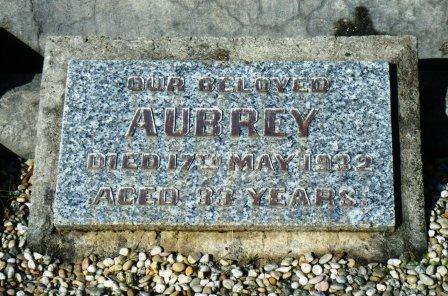 OUR BELOVED
AUBREY
DIED 17TH MAY 1932
AGED 33 YEARS.